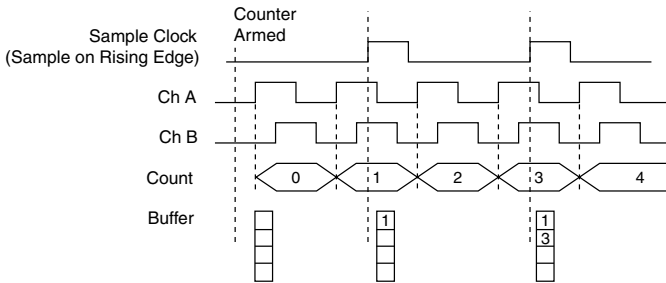 Counter
Armed
Sample Clock
(Sample on Rising Edge)
Ch A
Ch B
Count 0 1 2 3 4
Buffer
1 1
3